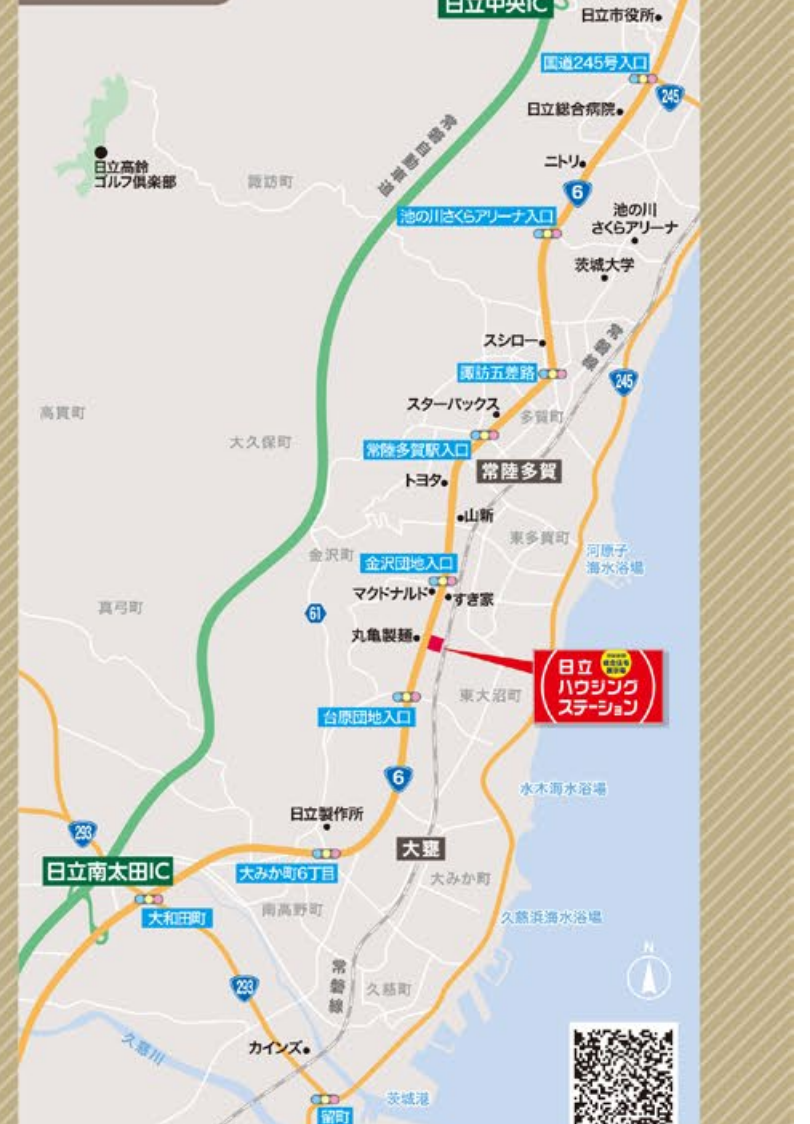 日立中央IC
日立市役所
国道245号入口
245
日立総合病院
常磐自動車道
ニトリ
日立高鈴
ゴルフ倶楽部
諏訪町
6
池の川さくらアリーナ入口
池の川
さくらアリーナ
茨城大学
スシロー
常磐線
諏訪五差路
245
スターバックス
高貫町
多賀町
大久保町
常陸多賀駅入口
常陸多賀
トヨタ
山新
東多賀町
金沢町
河原子
海水浴場
金沢団地入口
マクドナルド
すき家
真弓町
61
丸亀製麺
日立
ハウジング
ステーション
東大沼町
台原団地入口
6
水木海水浴場
日立製作所
293
大甕
日立南太田IC
大みか町6丁目
大みか町
南高野町
大和田町
久慈浜海水浴場
N
常磐線
293
久慈町
久慈川
カインズ
茨城港
留町